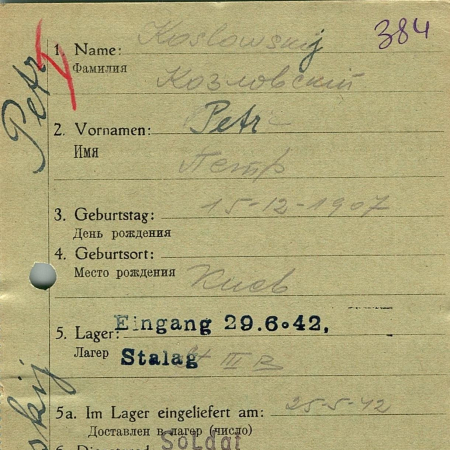 384
1. Name: Koslowskij
Фамилия Козловский
Petr
2. Vornamen: Petr
Имя Петр
3. Geburtstag: 15-12-1907
День рождения
4. Geburtsort:
Место рождения Киев
5. Lager: Eingang 29.6.42,
Лагерь Stalag III B
5a. Im Lager eingeliefert am: 25-5-42
Доставлен в лагерь (число)
Soldat